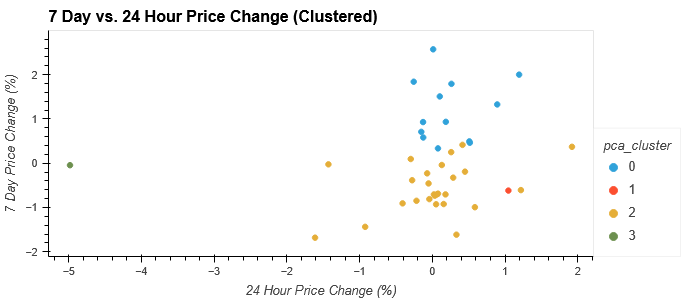 7 Day vs. 24 Hour Price Change (Clustered)
7 Day Price Change (%)
2
1
0
−1
−2
−5 −4 −3 −2 −1 0 1 2
24 Hour Price Change (%)
pca_cluster
0
1
2
3